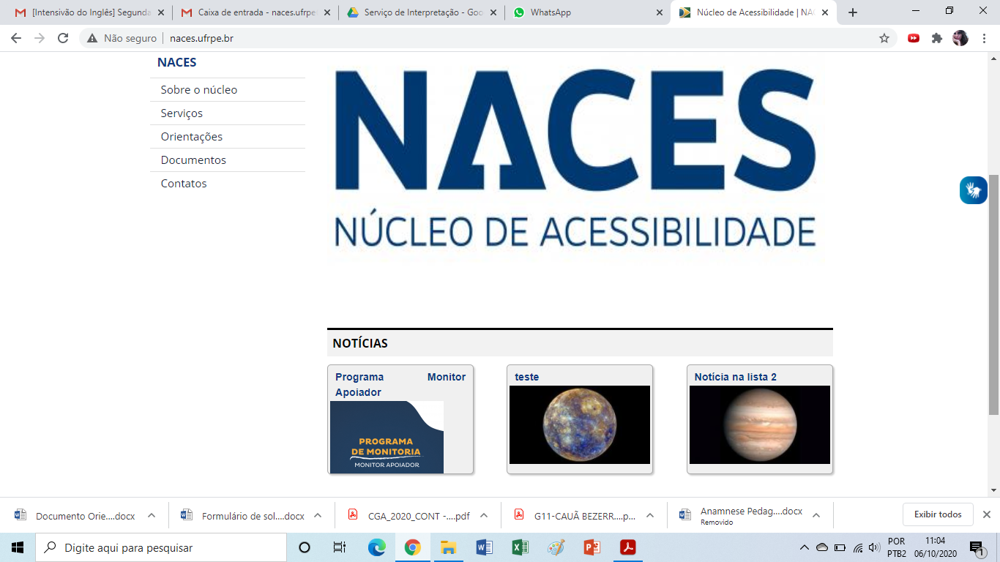 [Intensivão do Inglês] Segunda
Caixa de entrada - naces.ufrpe
Serviço de Interpretação - Goo
WhatsApp
Núcleo de Acessibilidade | NAC
Não seguro
naces.ufrpe.br
NACES
Sobre o núcleo
Serviços
Orientações
Documentos
Contatos
NACES
NÚCLEO DE ACESSIBILIDADE
NOTÍCIAS
Programa Monitor
Apoiador
PROGRAMA
DE MONITORIA
MONITOR APOIADOR
teste
Notícia na lista 2
Documento Orie....docx
Formulário de sol....docx
CGA_2020_CONT -....pdf
G11-CAUÃ BEZERR....p...
Anamnese Pedag....docx
Removido
Exibir todos
Digite aqui para pesquisar
POR
PTB2
11:04
06/10/2020
1